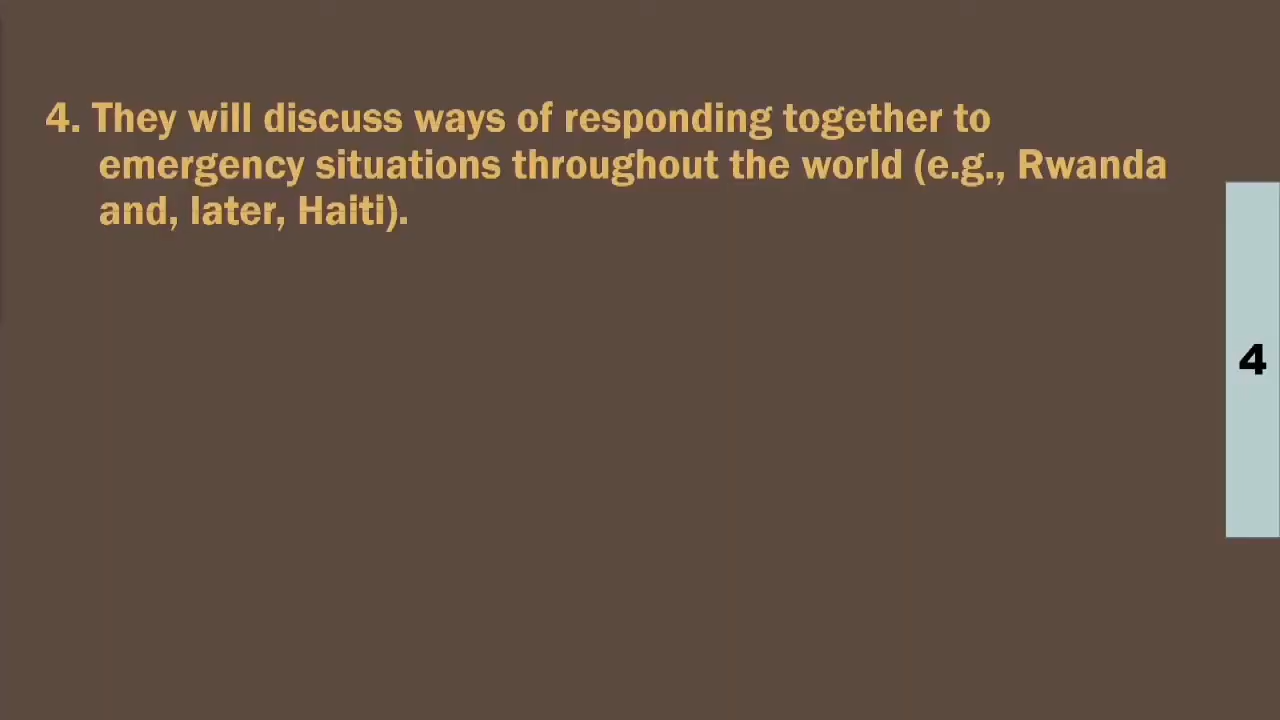 4. They will discuss ways of responding together to
emergency situations throughout the world (e.g., Rwanda
and, later, Haiti).
4